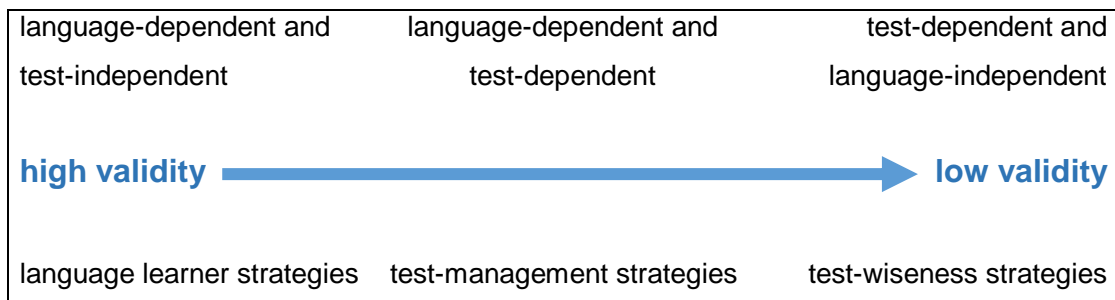 language-dependent and language-dependent and test-dependent and
test-independent test-dependent language-independent
high validity low validity
language learner strategies test-management strategies test-wiseness strategies